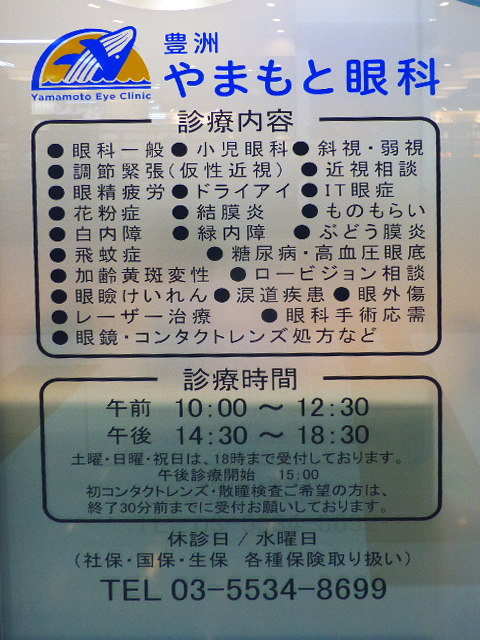 豊洲
やまもと眼科
Yamamoto Eye Clinic
診療内容
●眼科一般 ●小児眼科 ●斜視・弱視
●調節緊張(仮性近視) ●近視相談
●眼精疲労 ●ドライアイ ●IT眼症
●花粉症 ●結膜炎 ●ものもらい
●白内障 ●緑内障 ●ぶどう膜炎
●飛蚊症 ●糖尿病・高血圧眼底
●加齢黄斑変性 ●ロービジョン相談
●眼瞼けいれん ●涙道疾患 ●眼外傷
●レーザー治療 ●眼科手術応需
●眼鏡・コンタクトレンズ処方など
診療時間
午前 10:00 〜 12:30
午後 14:30 〜 18:30
土曜・日曜・祝日は、18時まで受付しております。
午後診療開始 15:00
初コンタクトレンズ・散瞳検査ご希望の方は、
終了30分前までに受付お願いしております。
休診日 / 水曜日
(社保・国保・生保 各種保険取り扱い)
TEL 03-5534-8699